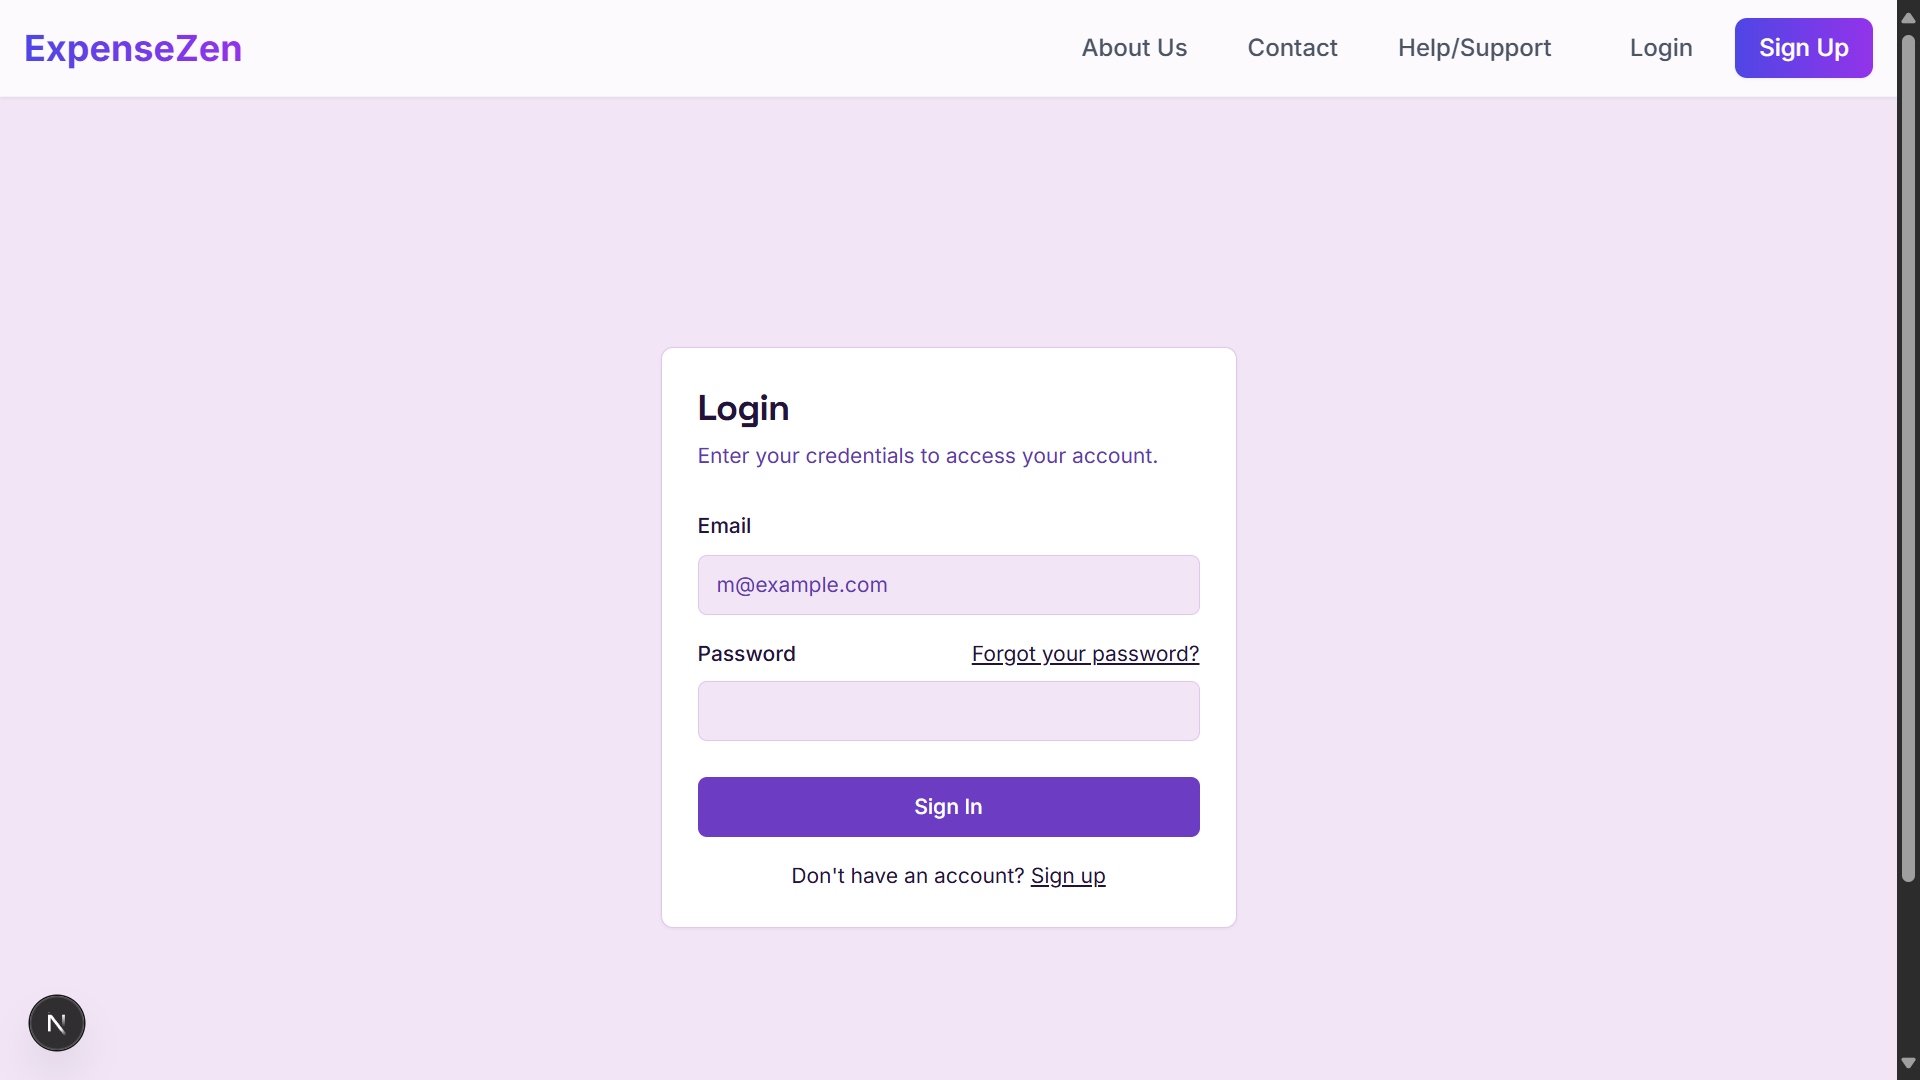 ExpenseZen
About Us
Contact
Help/Support
Login
Sign Up
Login
Enter your credentials to access your account.
Email
m@example.com
Password
Forgot your password?
Sign In
Don't have an account? Sign up
N